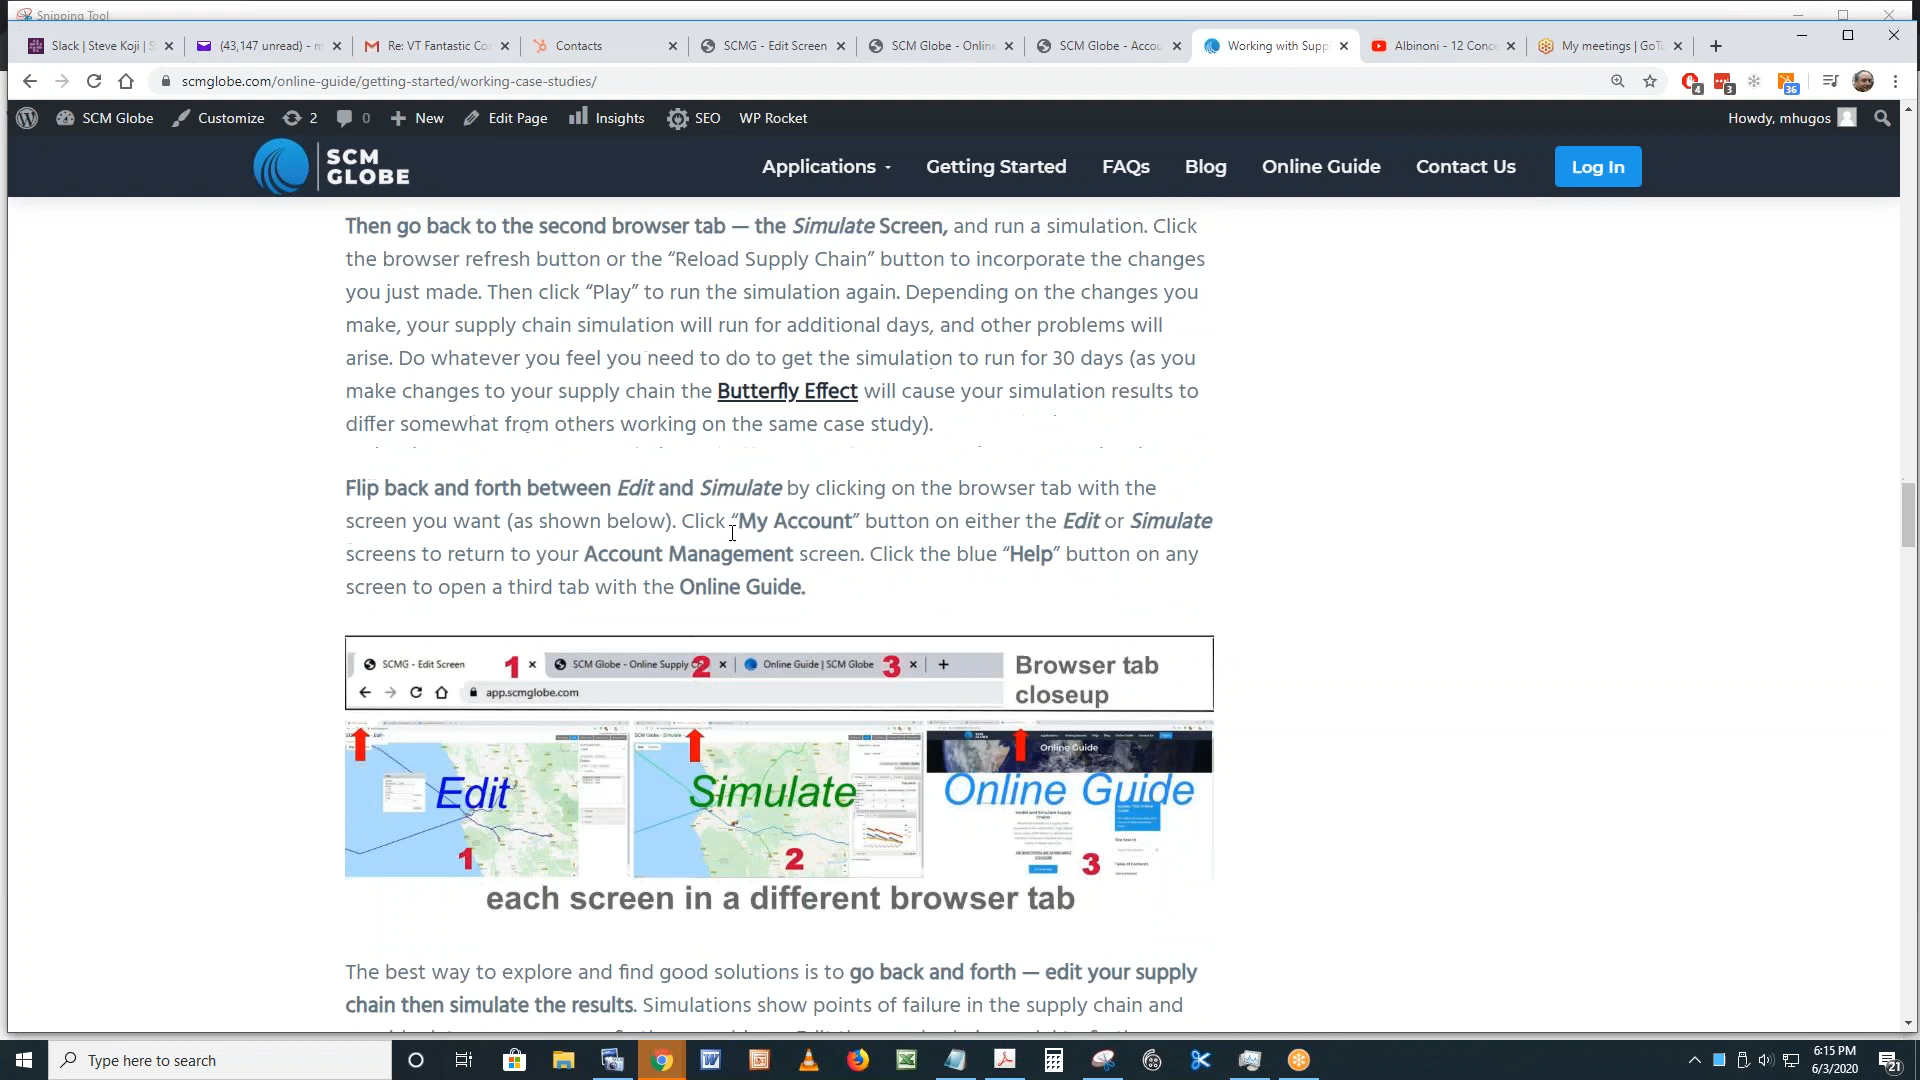 Snipping Tool
Slack | Steve Koji | S
(43,147 unread) - m
Re: VT Fantastic Co
Contacts
SCMG - Edit Screen
SCM Globe - Online
SCM Globe - Accou
Working with Supp
Albinoni - 12 Conce
My meetings | GoTo
scmglobe.com/online-guide/getting-started/working-case-studies/
4
3
36
SCM Globe
Customize
2
0
New
Edit Page
Insights
SEO
WP Rocket
Howdy, mhugos
SCM GLOBE
Applications
Getting Started
FAQs
Blog
Online Guide
Contact Us
Log In
Then go back to the second browser tab — the Simulate Screen, and run a simulation. Click
the browser refresh button or the “Reload Supply Chain” button to incorporate the changes
you just made. Then click “Play” to run the simulation again. Depending on the changes you
make, your supply chain simulation will run for additional days, and other problems will
arise. Do whatever you feel you need to do to get the simulation to run for 30 days (as you
make changes to your supply chain the Butterfly Effect will cause your simulation results to
differ somewhat from others working on the same case study).
Flip back and forth between Edit and Simulate by clicking on the browser tab with the
screen you want (as shown below). Click “My Account” button on either the Edit or Simulate
screens to return to your Account Management screen. Click the blue “Help” button on any
screen to open a third tab with the Online Guide.
SCMG - Edit Screen
1
SCM Globe - Online Supply C
2
Online Guide | SCM Globe
3
Browser tab
closeup
app.scmglobe.com
Online Guide
Edit
Simulate
Online Guide
1
2
3
each screen in a different browser tab
The best way to explore and find good solutions is to go back and forth — edit your supply
chain then simulate the results. Simulations show points of failure in the supply chain and
Type here to search
6:15 PM
6/3/2020
21